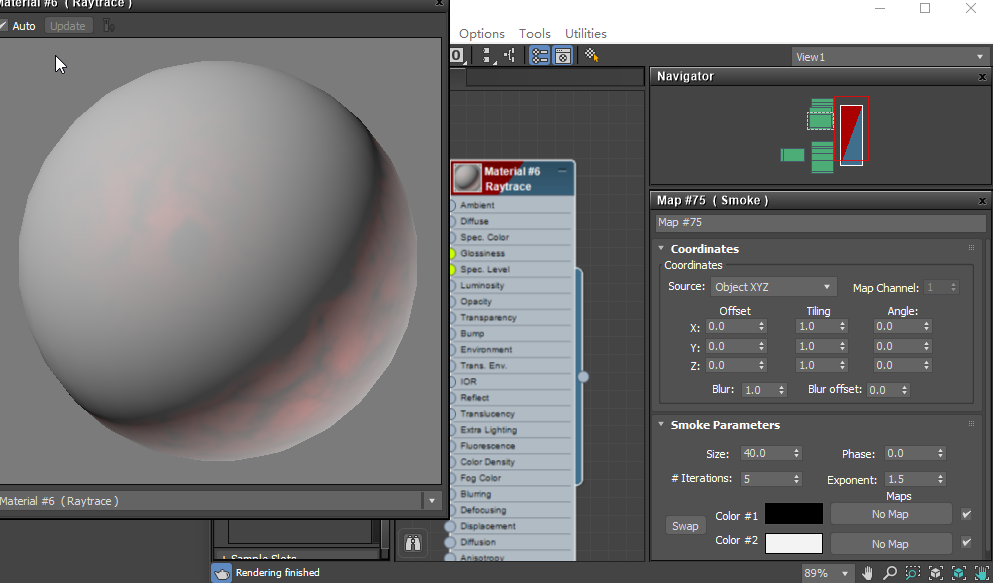 Material #6 ( Raytrace )
Auto
Update
Options Tools Utilities
0
View1
Navigator
Material #6
Raytrace
Ambient
Diffuse
Spec. Color
Glossiness
Spec. Level
Luminosity
Opacity
Transparency
Bump
Environment
Trans. Env.
IOR
Reflect
Translucency
Extra Lighting
Fluorescence
Color Density
Fog Color
Blurring
Defocusing
Displacement
Diffusion
Anisotropy
Map #75 ( Smoke )
Map #75
Coordinates
Coordinates
Source: Object XYZ Map Channel: 1
Offset Tiling Angle:
X: 0.0 1.0 0.0
Y: 0.0 1.0 0.0
Z: 0.0 1.0 0.0
Blur: 1.0 Blur offset: 0.0
Smoke Parameters
Size: 40.0 Phase: 0.0
# Iterations: 5 Exponent: 1.5
Maps
Swap
Color #1 No Map
Color #2 No Map
Material #6 ( Raytrace )
Sample Slots
Rendering finished
89%